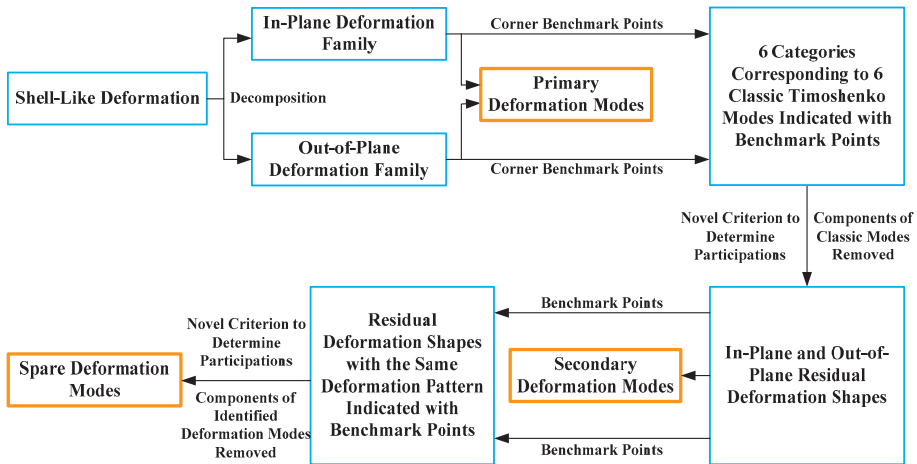 Shell-Like Deformation
Decomposition
In-Plane Deformation
Family
Out-of-Plane
Deformation Family
Corner Benchmark Points
Primary
Deformation Modes
Corner Benchmark Points
6 Categories
Corresponding to 6
Classic Timoshenko
Modes Indicated with
Benchmark Points
Novel Criterion to
Determine
Participations
Components of
Classic Modes
Removed
In-Plane and Out-of-
Plane Residual
Deformation Shapes
Benchmark Points
Secondary
Deformation Modes
Benchmark Points
Residual
Deformation Shapes
with the Same
Deformation Pattern
Indicated with
Benchmark Points
Novel Criterion to
Determine
Participations
Components of
Identified
Deformation Modes
Removed
Spare Deformation
Modes